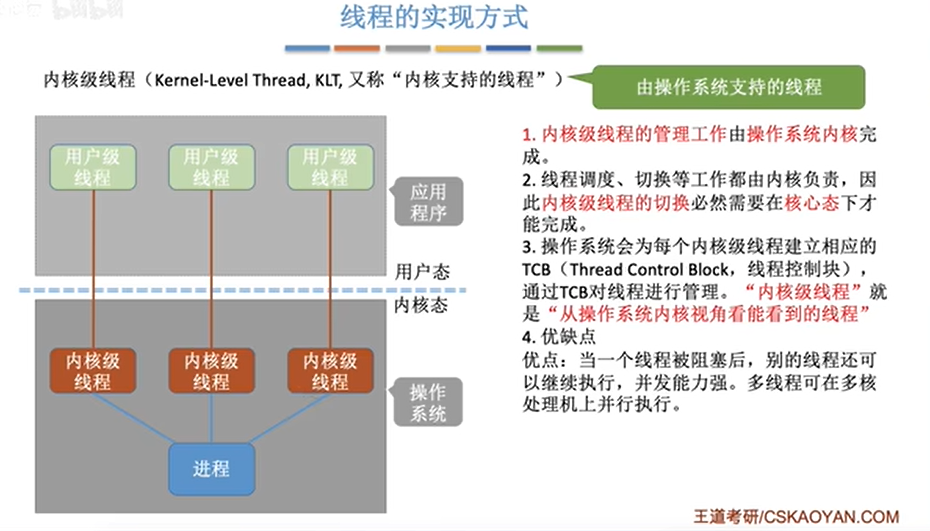 bilibili
线程的实现方式
内核级线程（Kernel-Level Thread, KLT, 又称“内核支持的线程”）
由操作系统支持的线程
用户级
线程
用户级
线程
用户级
线程
应用
程序
用户态
内核态
内核级
线程
内核级
线程
内核级
线程
操作
系统
进程
1. 内核级线程的管理工作由操作系统内核完
成。
2. 线程调度、切换等工作都由内核负责，因
此内核级线程的切换必然需要在核心态下才
能完成。
3. 操作系统会为每个内核级线程建立相应的
TCB（Thread Control Block，线程控制块），
通过TCB对线程进行管理。“内核级线程”就
是“从操作系统内核视角看能看到的线程”
4. 优缺点
优点：当一个线程被阻塞后，别的线程还可
以继续执行，并发能力强。多线程可在多核
处理机上并行执行。
王道考研/CSKAOYAN.COM